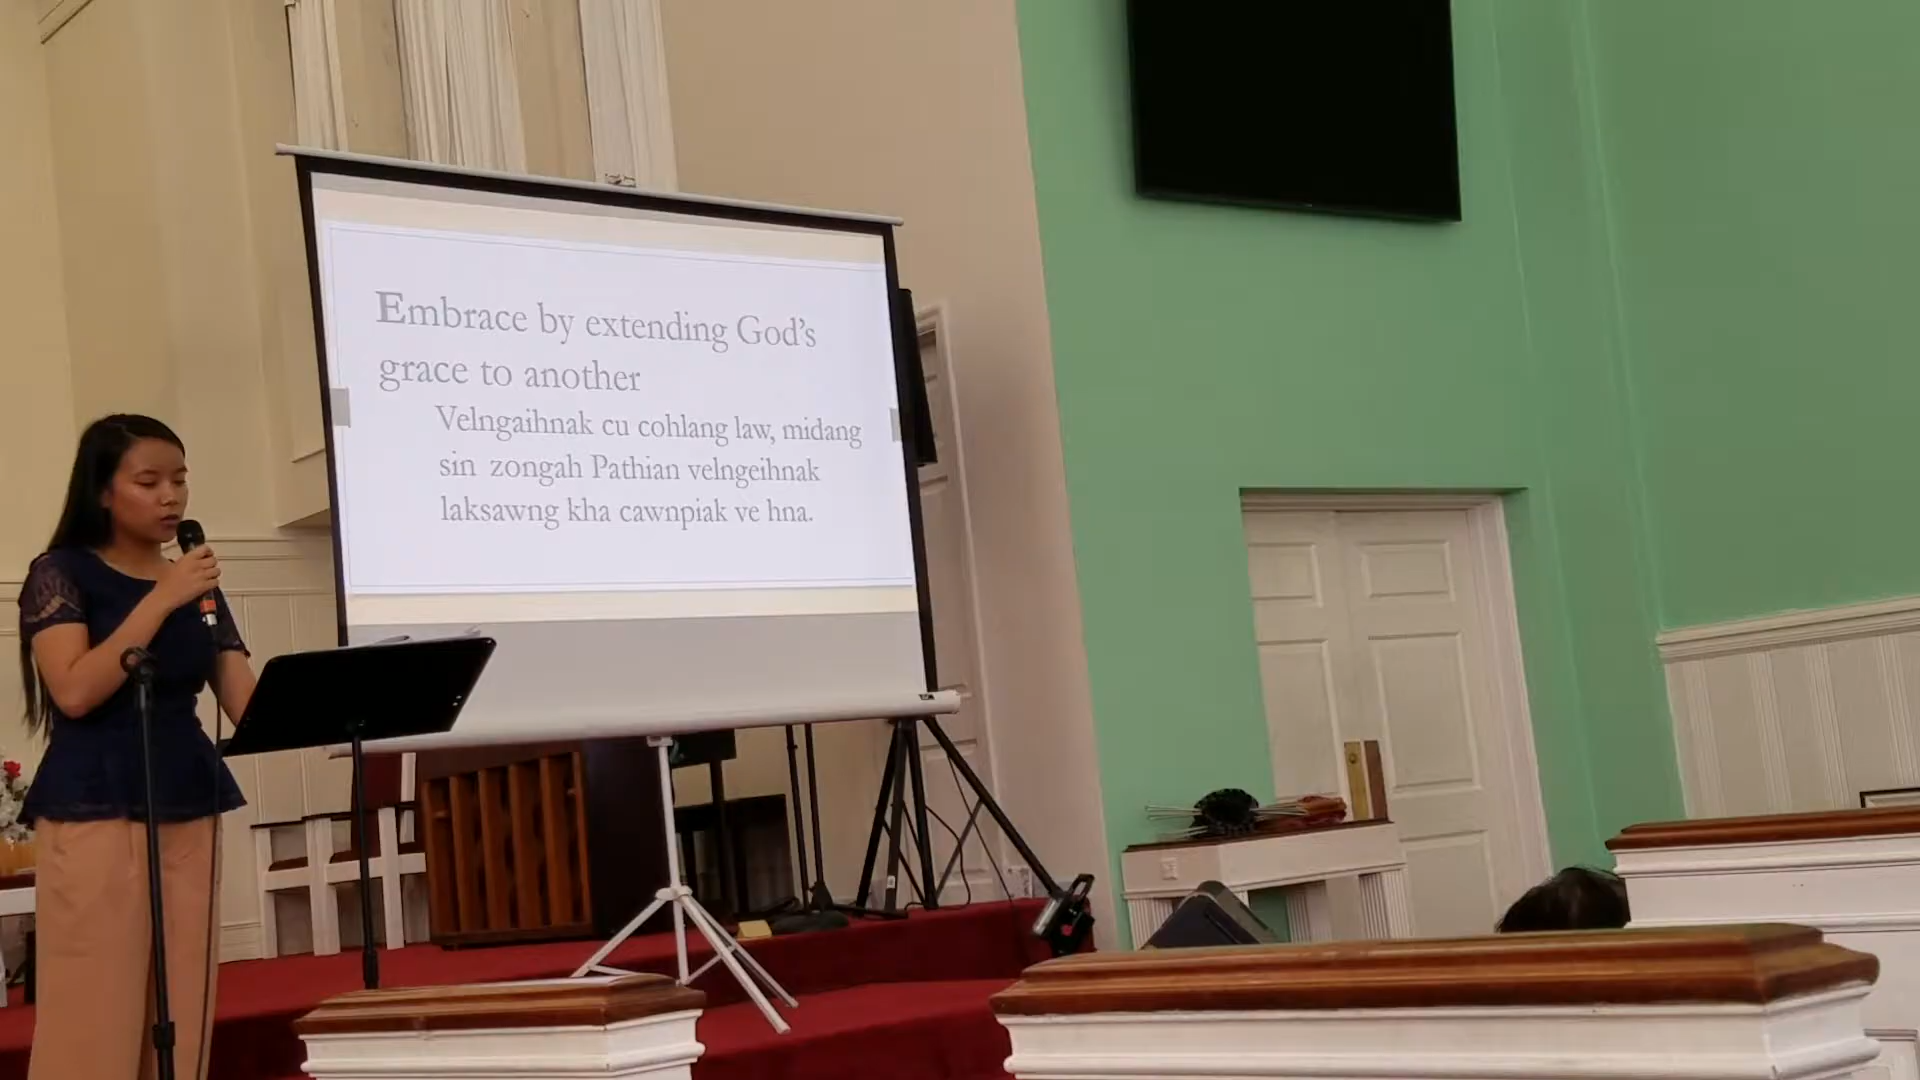 Embrace by extending God's
grace to another
Velngaihnak cu cohlang law, midang
sin zongah Pathian velngeihnak
laksawng kha cawnpiak ve hna.